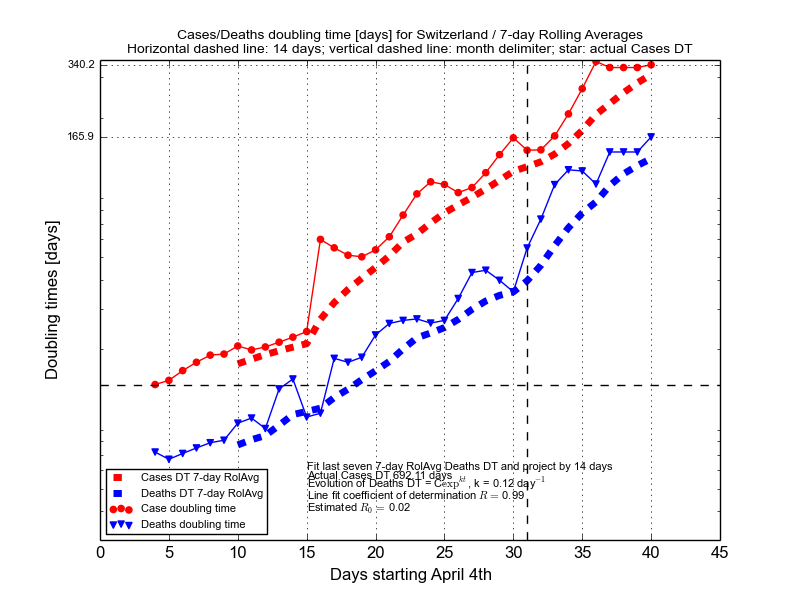 Cases/Deaths doubling time [days] for Switzerland / 7-day Rolling Averages
Horizontal dashed line: 14 days; vertical dashed line: month delimiter; star: actual Cases DT
340.2
165.9
Doubling times [days]
Fit last seven 7-day RolAvg Deaths DT and project by 14 days
Actual Cases DT 692.11 days
Evolution of Deaths DT = Cexp^kt, k = 0.12 day^-1
Line fit coefficient of determination R = 0.99
Estimated R_0 = 0.02
Cases DT 7-day RolAvg
Deaths DT 7-day RolAvg
Case doubling time
Deaths doubling time
0 5 10 15 20 25 30 35 40 45
Days starting April 4th